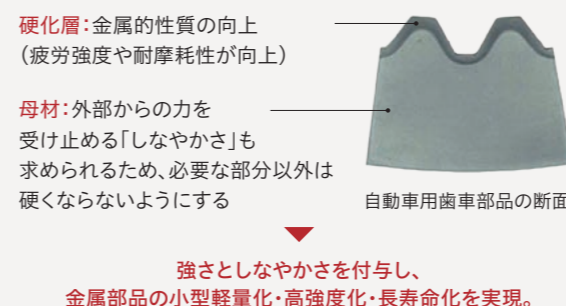 硬化層：金属的性質の向上
（疲労強度や耐摩耗性が向上）
母材：外部からの力を
受け止める「しなやかさ」も
求められるため、必要な部分以外は
硬くならないようにする
自動車用歯車部品の断面
強さとしなやかさを付与し、
金属部品の小型軽量化・高強度化・長寿命化を実現。